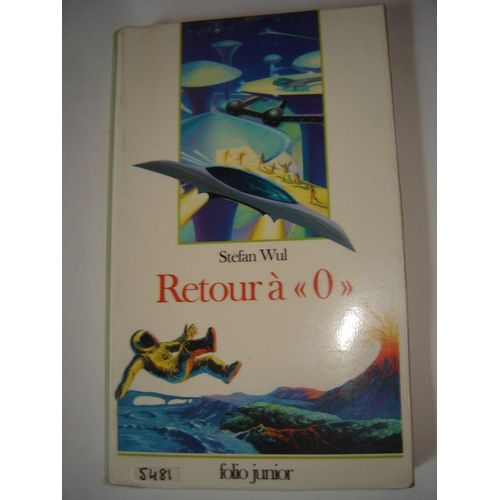 Stefan Wul
Retour à « 0 »
5481
folio junior